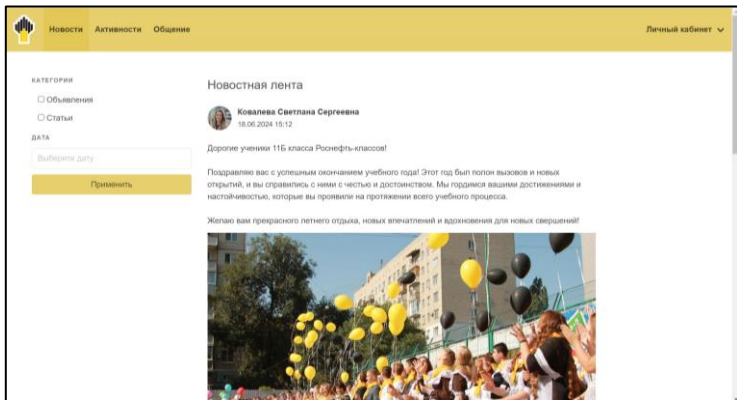 Новости Активности Общение Личный кабинет
КАТЕГОРИИ
Объявления
Статьи
ДАТА
Выберите дату
Применить
Новостная лента
Ковалева Светлана Сергеевна
18.06.2024 15:12
Дорогие ученики 11Б класса Роснефть-классов!
Поздравляю вас с успешным окончанием учебного года! Этот год был полон вызовов и новых
открытий, и вы справились с ними с честью и достоинством. Мы гордимся вашими достижениями и
настойчивостью, которые вы проявили на протяжении всего учебного процесса.
Желаю вам прекрасного летнего отдыха, новых впечатлений и вдохновения для новых свершений!